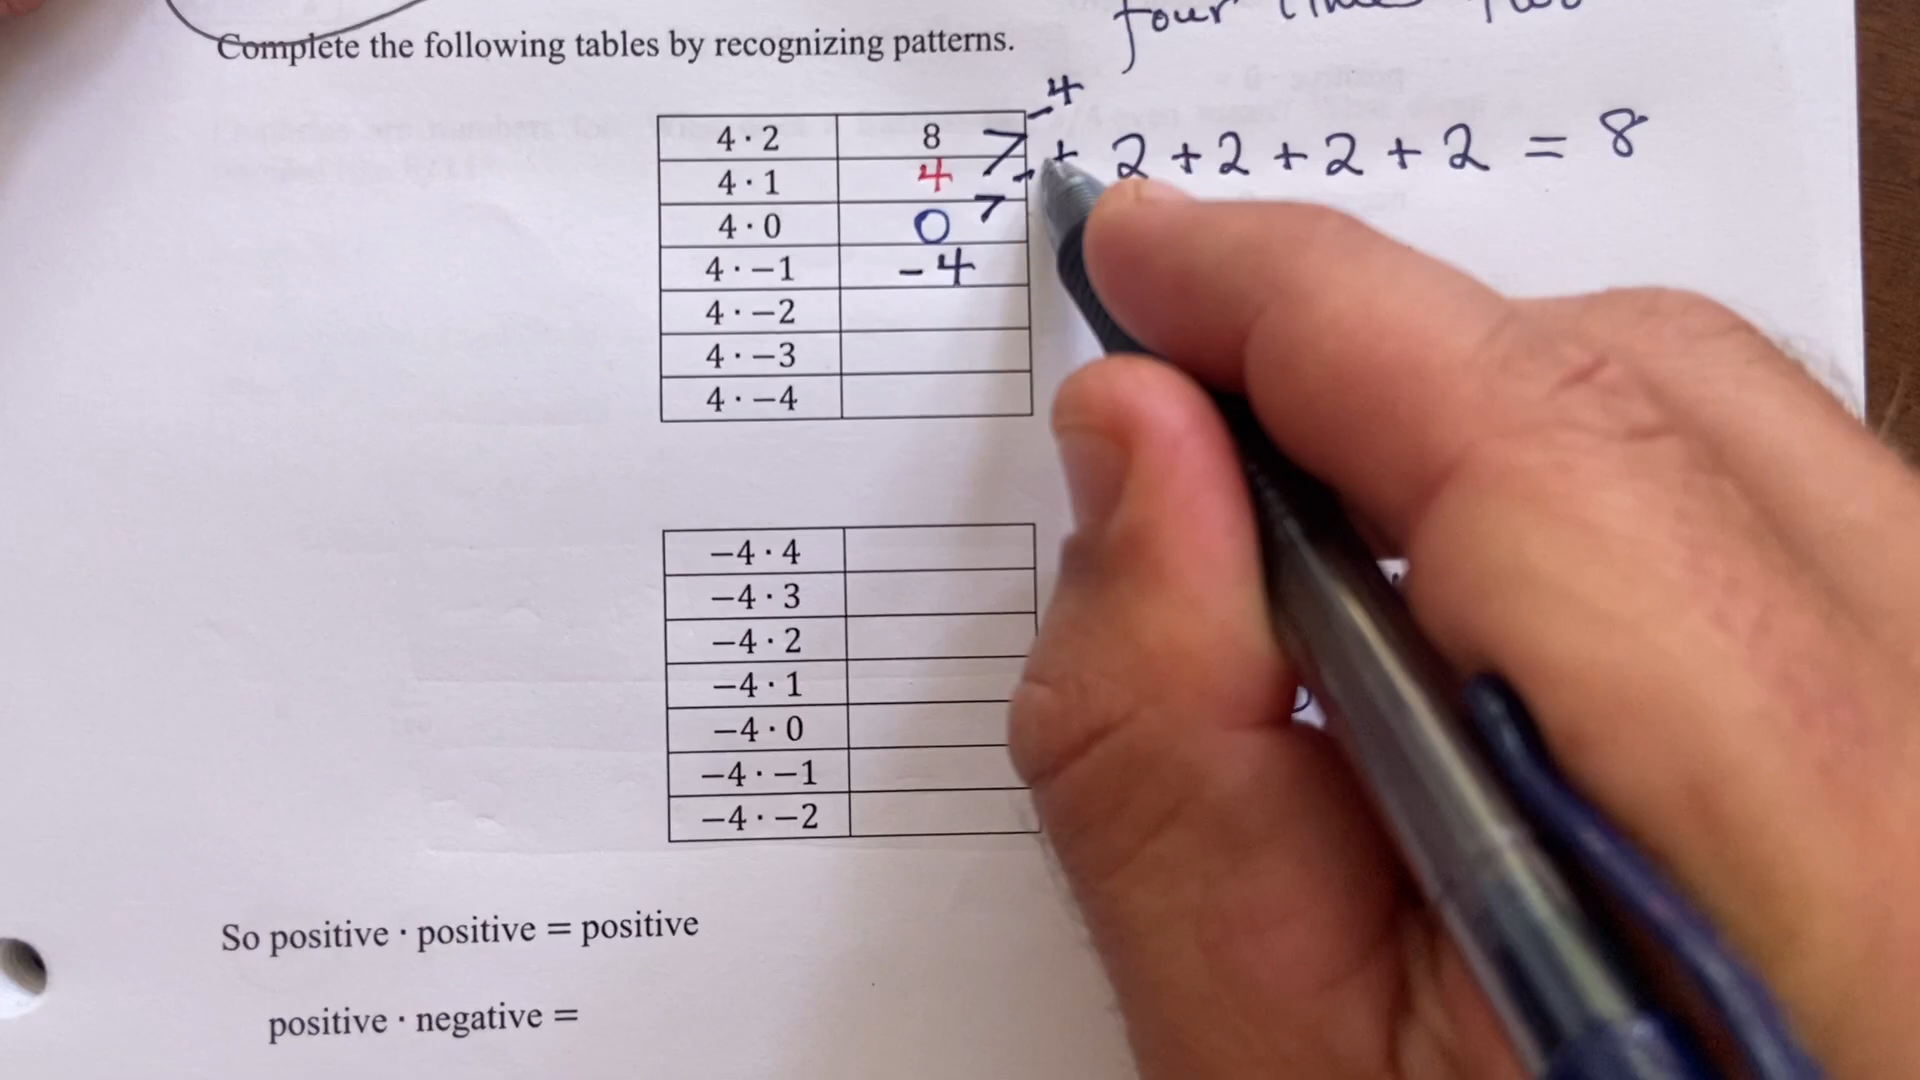 four
Complete the following tables by recognizing patterns.
-4
4 · 2 8 2 + 2 + 2 + 2 = 8
4 · 1 4
4 · 0 0
4 · −1 -4
4 · −2
4 · −3
4 · −4
−4 · 4
−4 · 3
−4 · 2
−4 · 1
−4 · 0
−4 · −1
−4 · −2
So positive · positive = positive
positive · negative =